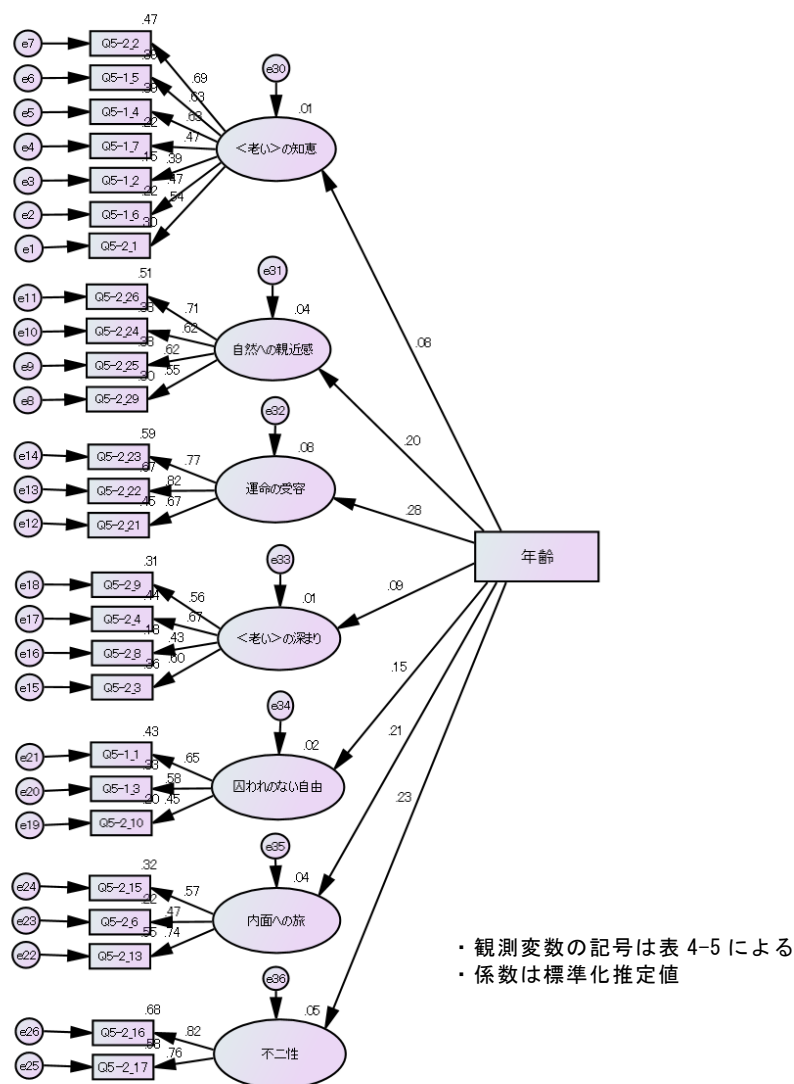 .47
e7 Q5-2_2
e30
.39
.69
e6 Q5-1_5
.01
.39
.63
e5 Q5-1_4
.63
.22
.47
e4 Q5-1_7
<老い>の知恵
.15
.39
e3 Q5-1_2
.47
.22
.54
e2 Q5-1_6
.30
e1 Q5-2_1
.51
e31
e11 Q5-2_26
.71
.04
.38
e10 Q5-2_24
.62
.38
自然への親近感
.08
e9 Q5-2_25
.62
.30
.55
e8 Q5-2_29
e32
.20
.59
e14 Q5-2_23
.77
.08
.67
e13 Q5-2_22
.82
運命の受容
.45
.67
e12 Q5-2_21
.28
年齢
.31
e33
e18 Q5-2_9
.56
.01
.09
.44
e17 Q5-2_4
.67
.18
.43
<老い>の深まり
e16 Q5-2_8
.36
.60
e15 Q5-2_3
.15
e34
.43
.02
.21
e21 Q5-1_1
.65
.33
.58
e20 Q5-1_3
囚われのない自由
.20
.45
.23
e19 Q5-2_10
e35
.32
.04
e24 Q5-2_15
.57
.22
.47
e23 Q5-2_6
内面への旅
.55
.74
e22 Q5-2_13
・観測変数の記号は表 4-5 による
・係数は標準化推定値
e36
.68
.05
e26 Q5-2_16
.82
.58
不二性
.76
e25 Q5-2_17